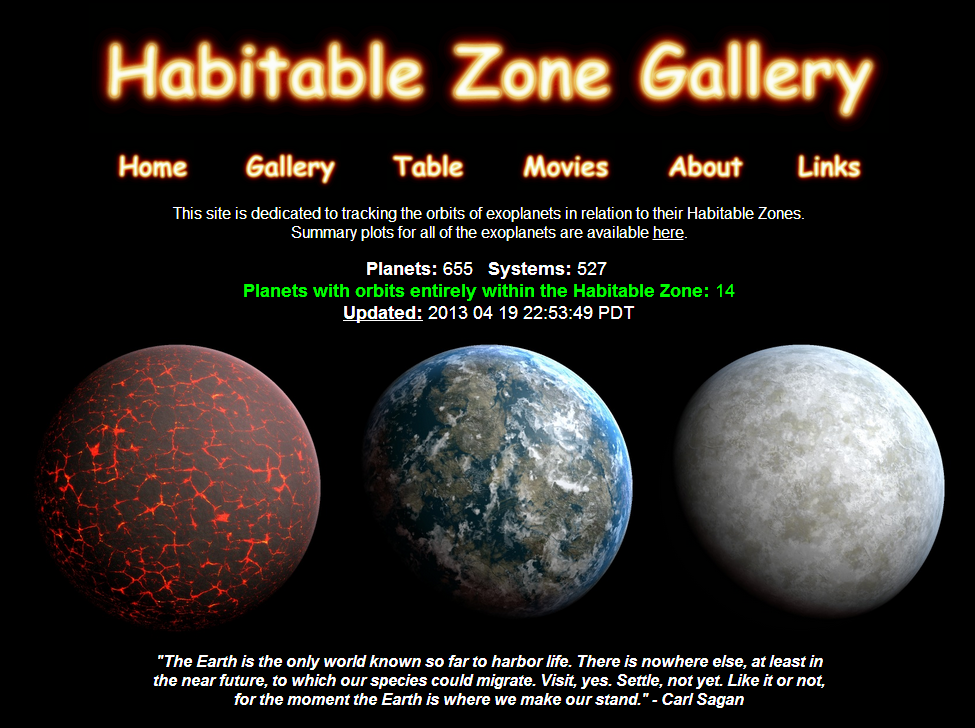 Habitable Zone Gallery
Home Gallery Table Movies About Links
This site is dedicated to tracking the orbits of exoplanets in relation to their Habitable Zones.
Summary plots for all of the exoplanets are available here.
Planets: 655 Systems: 527
Planets with orbits entirely within the Habitable Zone: 14
Updated: 2013 04 19 22:53:49 PDT
"The Earth is the only world known so far to harbor life. There is nowhere else, at least in
the near future, to which our species could migrate. Visit, yes. Settle, not yet. Like it or not,
for the moment the Earth is where we make our stand." - Carl Sagan